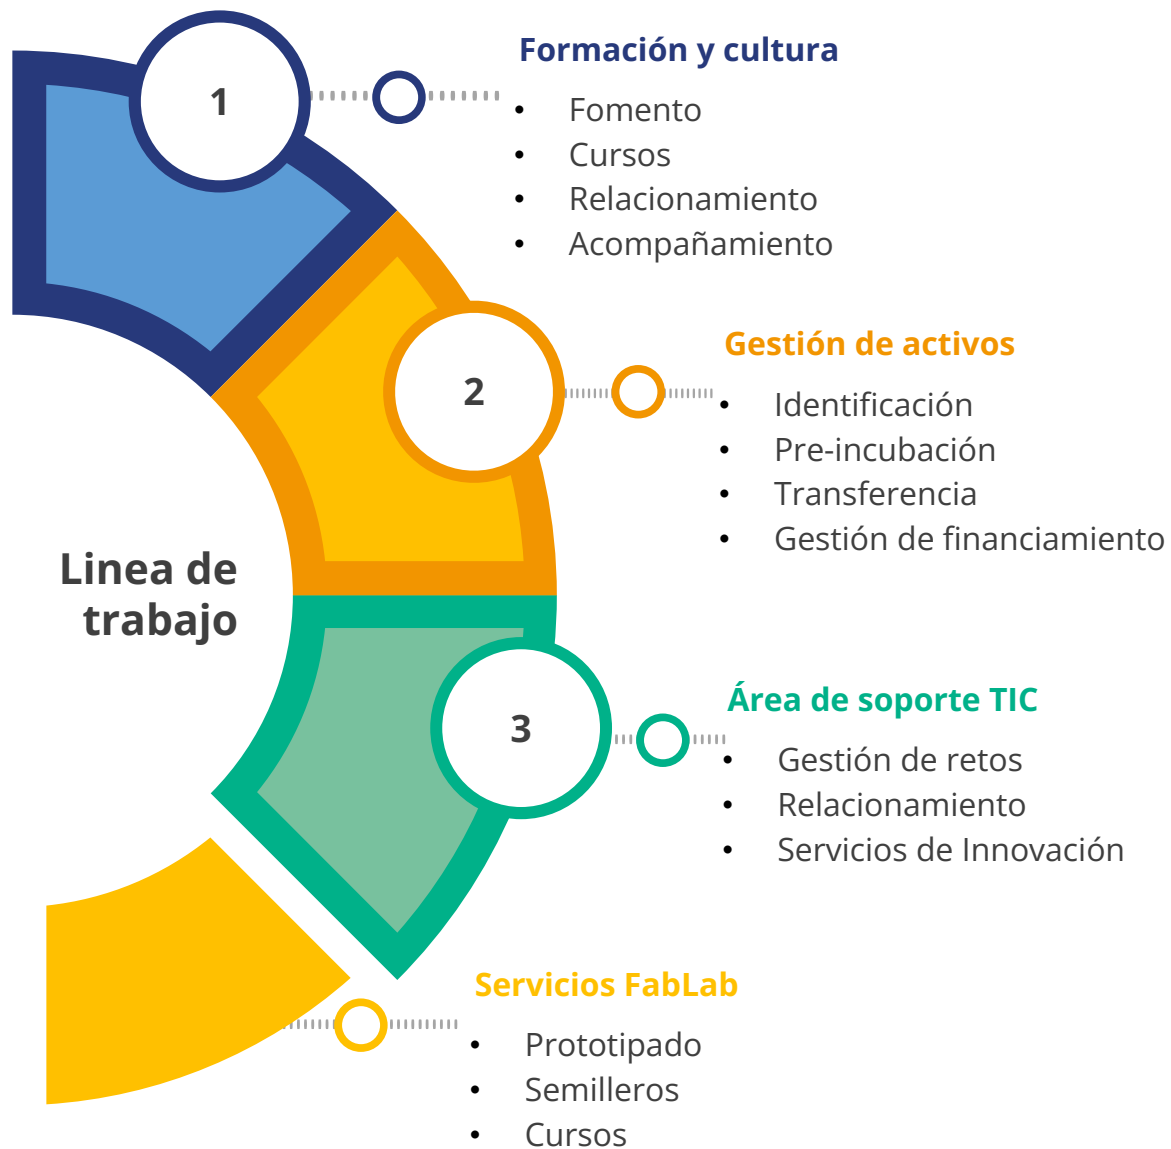 1
Formación y cultura
• Fomento
• Cursos
• Relacionamiento
• Acompañamiento
2
Gestión de activos
• Identificación
• Pre-incubación
• Transferencia
• Gestión de financiamiento
Linea de
trabajo
3
Área de soporte TIC
• Gestión de retos
• Relacionamiento
• Servicios de Innovación
Servicios FabLab
• Prototipado
• Semilleros
• Cursos